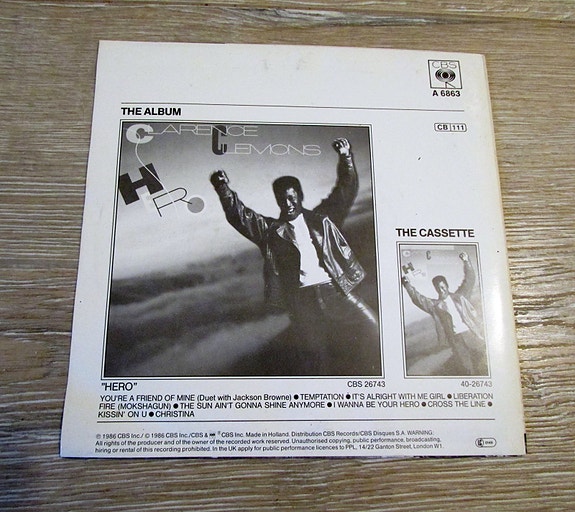 CBS
A 6863
THE ALBUM
CB 111
CLARENCE
CLEMONS
HERO
THE CASSETTE
"HERO"
CBS 26743
40-26743
YOU'RE A FRIEND OF MINE (Duet with Jackson Browne) ● TEMPTATION ● IT'S ALRIGHT WITH ME GIRL ● LIBERATION
FIRE (MOKSHAGUN) ● THE SUN AIN'T GONNA SHINE ANYMORE ● I WANNA BE YOUR HERO ● CROSS THE LINE ●
KISSIN' ON U ● CHRISTINA
℗ 1986 CBS Inc./ © 1986 CBS Inc./CBS & ® CBS Inc. Made in Holland. Distribution CBS Records/CBS Disques S.A. WARNING:
All rights of the producer and of the owner of the recorded work reserved. Unauthorised copying, public performance, broadcasting,
hiring or rental of this recording prohibited. In the UK apply for public performance licences to PPL, 14/22 Ganton Street, London W1.